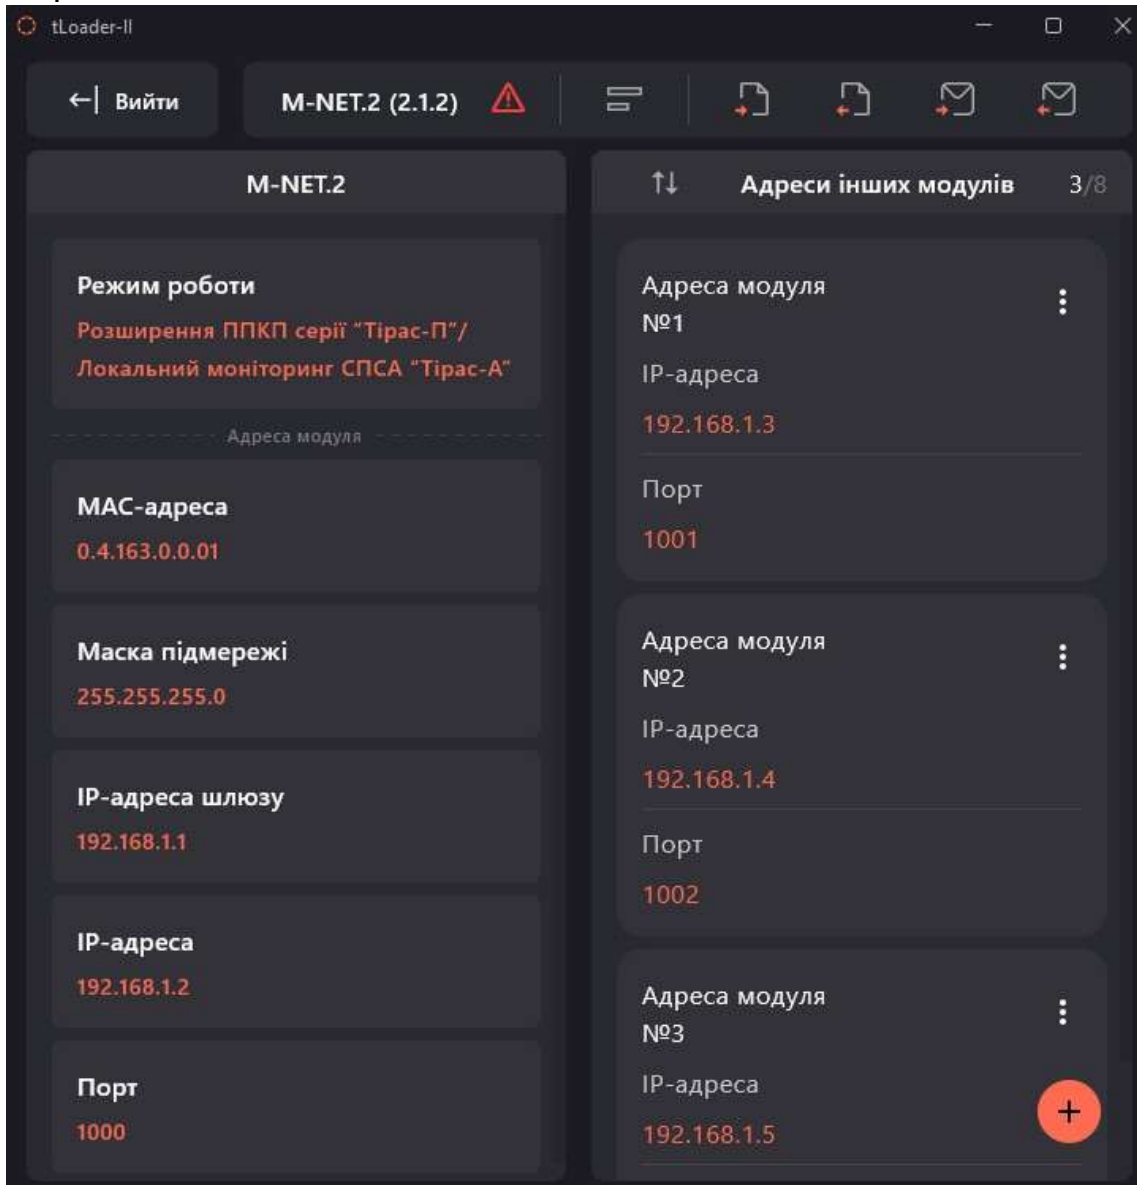 tLoader-II
Вийти
M-NET.2 (2.1.2)
M-NET.2
Режим роботи
Розширення ППКП серії "Тірас-П"/
Локальний моніторинг СПСА "Тірас-А"
Адреса модуля
MAC-адреса
0.4.163.0.0.01
Маска підмережі
255.255.255.0
IP-адреса шлюзу
192.168.1.1
IP-адреса
192.168.1.2
Порт
1000
Адреси інших модулів 3/8
Адреса модуля
№1
IP-адреса
192.168.1.3
Порт
1001
Адреса модуля
№2
IP-адреса
192.168.1.4
Порт
1002
Адреса модуля
№3
IP-адреса
192.168.1.5